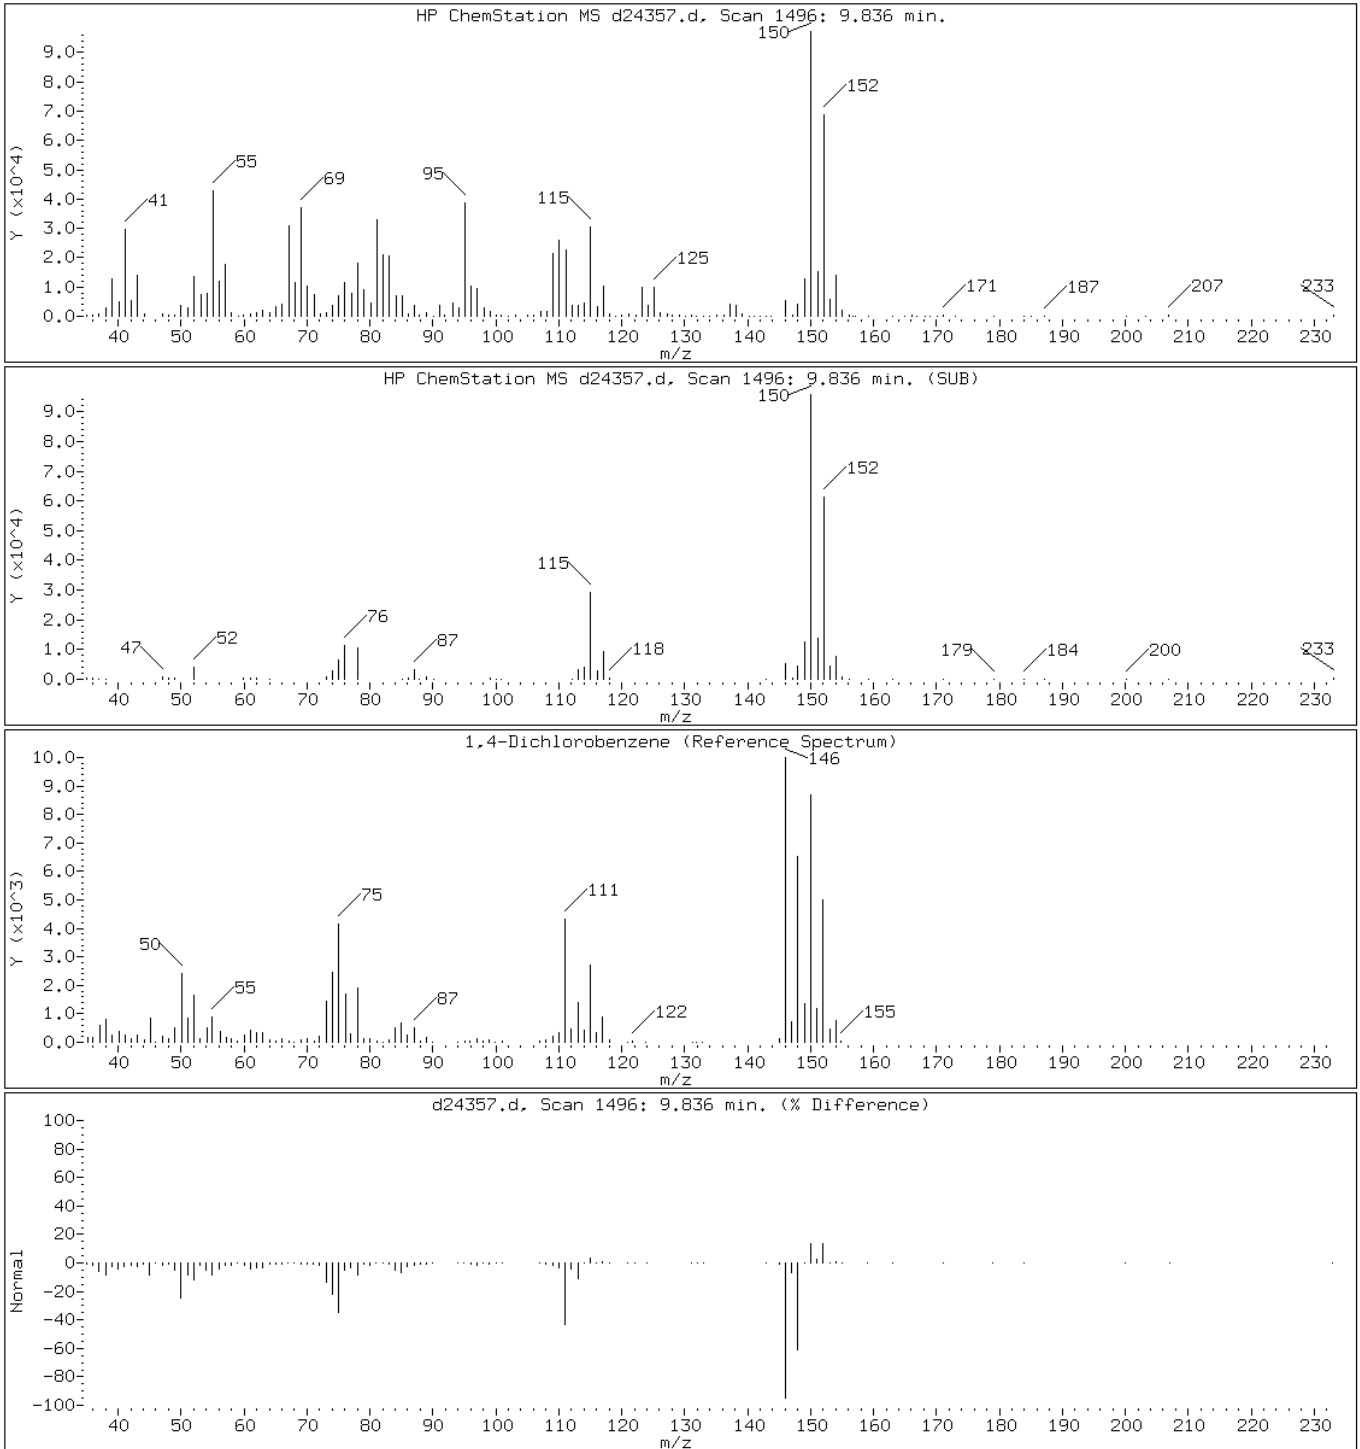 HP ChemStation MS d24357.d, Scan 1496: 9.836 min.
Y (x10^4)
9.0
8.0
7.0
6.0
5.0
4.0
3.0
2.0
1.0
0.0
41 55 69 95 115 125 150 152 171 187 207 233
40 50 60 70 80 90 100 110 120 130 140 150 160 170 180 190 200 210 220 230
m/z
HP ChemStation MS d24357.d, Scan 1496: 9.836 min. (SUB)
Y (x10^4)
9.0
8.0
7.0
6.0
5.0
4.0
3.0
2.0
1.0
0.0
47 52 76 87 115 118 150 152 179 184 200 233
40 50 60 70 80 90 100 110 120 130 140 150 160 170 180 190 200 210 220 230
m/z
1,4-Dichlorobenzene (Reference Spectrum)
Y (x10^3)
10.0
9.0
8.0
7.0
6.0
5.0
4.0
3.0
2.0
1.0
0.0
50 55 75 87 111 122 146 155
40 50 60 70 80 90 100 110 120 130 140 150 160 170 180 190 200 210 220 230
m/z
d24357.d, Scan 1496: 9.836 min. (% Difference)
Normal
100
80
60
40
20
0
-20
-40
-60
-80
-100
40 50 60 70 80 90 100 110 120 130 140 150 160 170 180 190 200 210 220 230
m/z